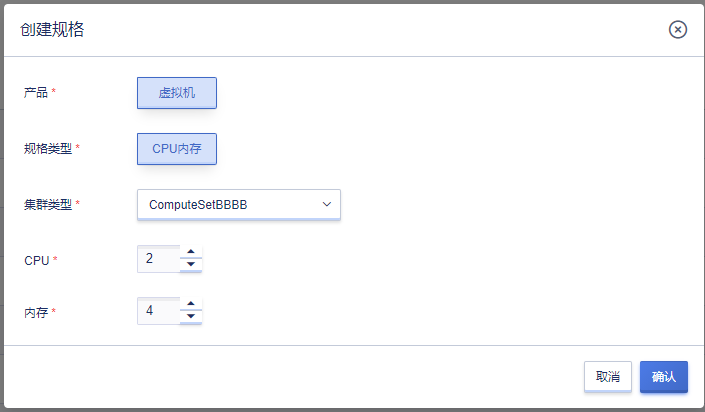 创建规格
产品 *
虚拟机
规格类型 *
CPU内存
集群类型 *
ComputeSetBBBB
CPU *
2
内存 *
4
取消
确认